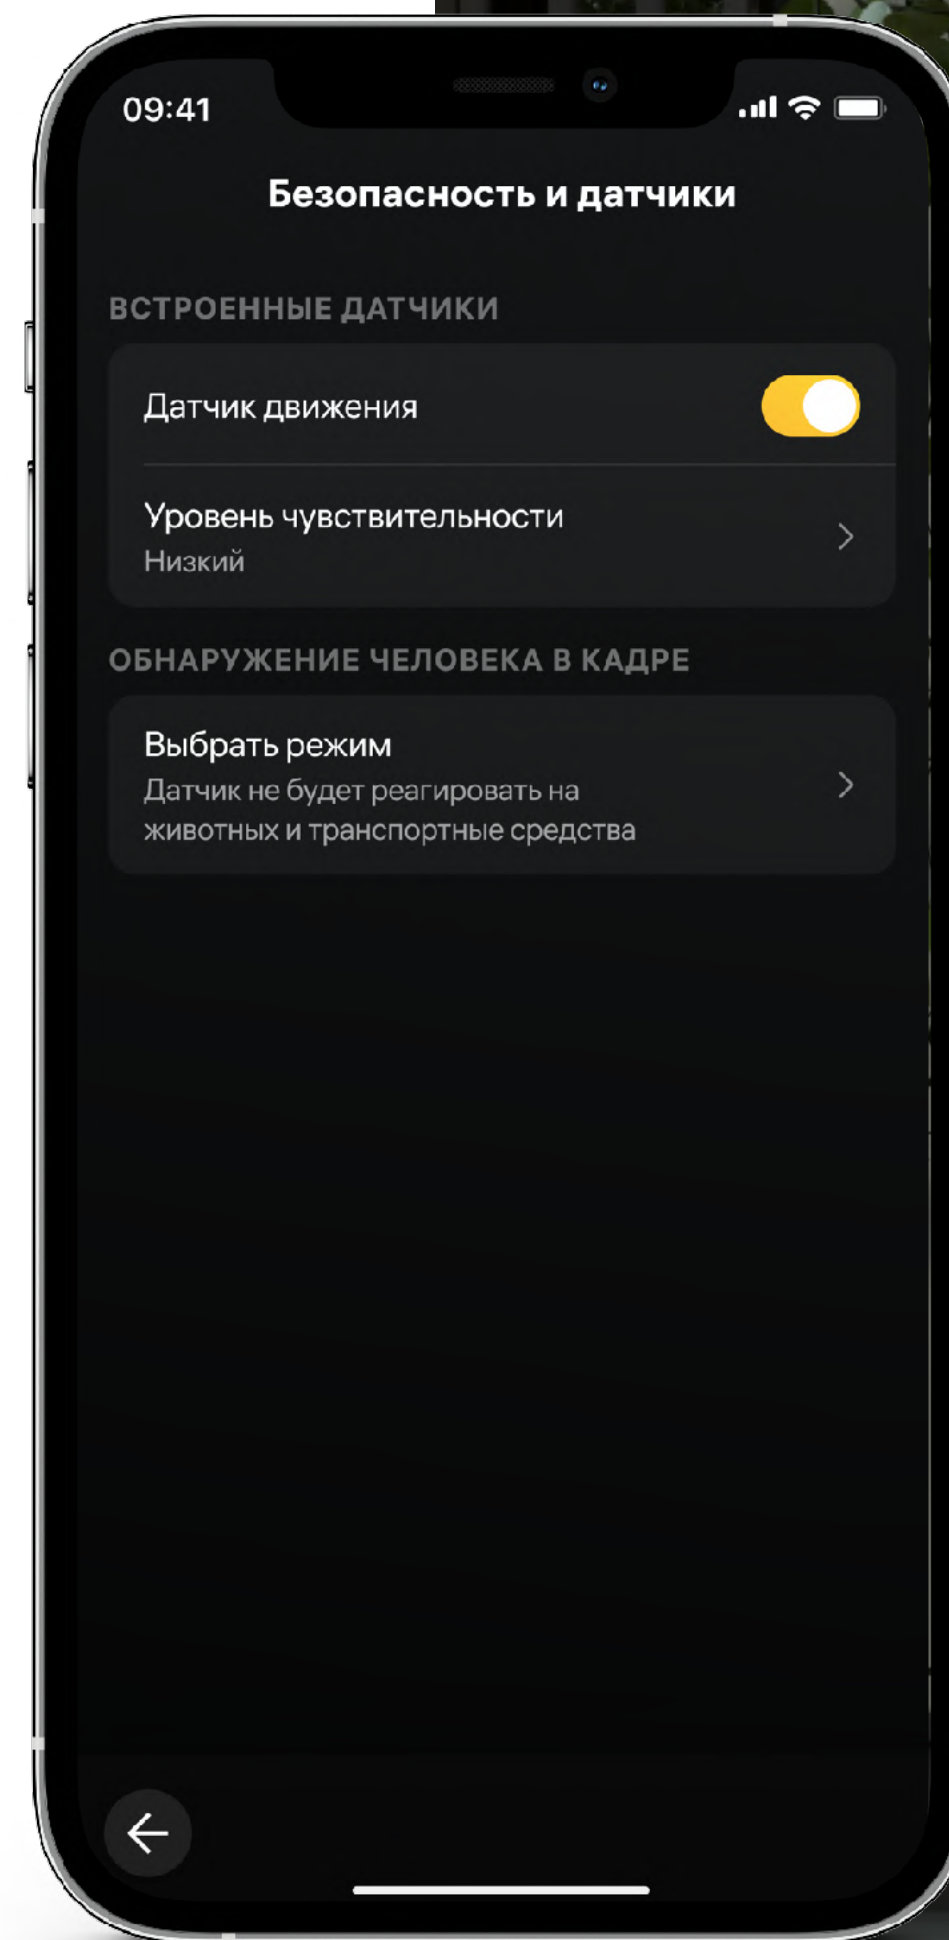 09:41
Безопасность и датчики
ВСТРОЕННЫЕ ДАТЧИКИ
Датчик движения
Уровень чувствительности
Низкий
ОБНАРУЖЕНИЕ ЧЕЛОВЕКА В КАДРЕ
Выбрать режим
Датчик не будет реагировать на
животных и транспортные средства